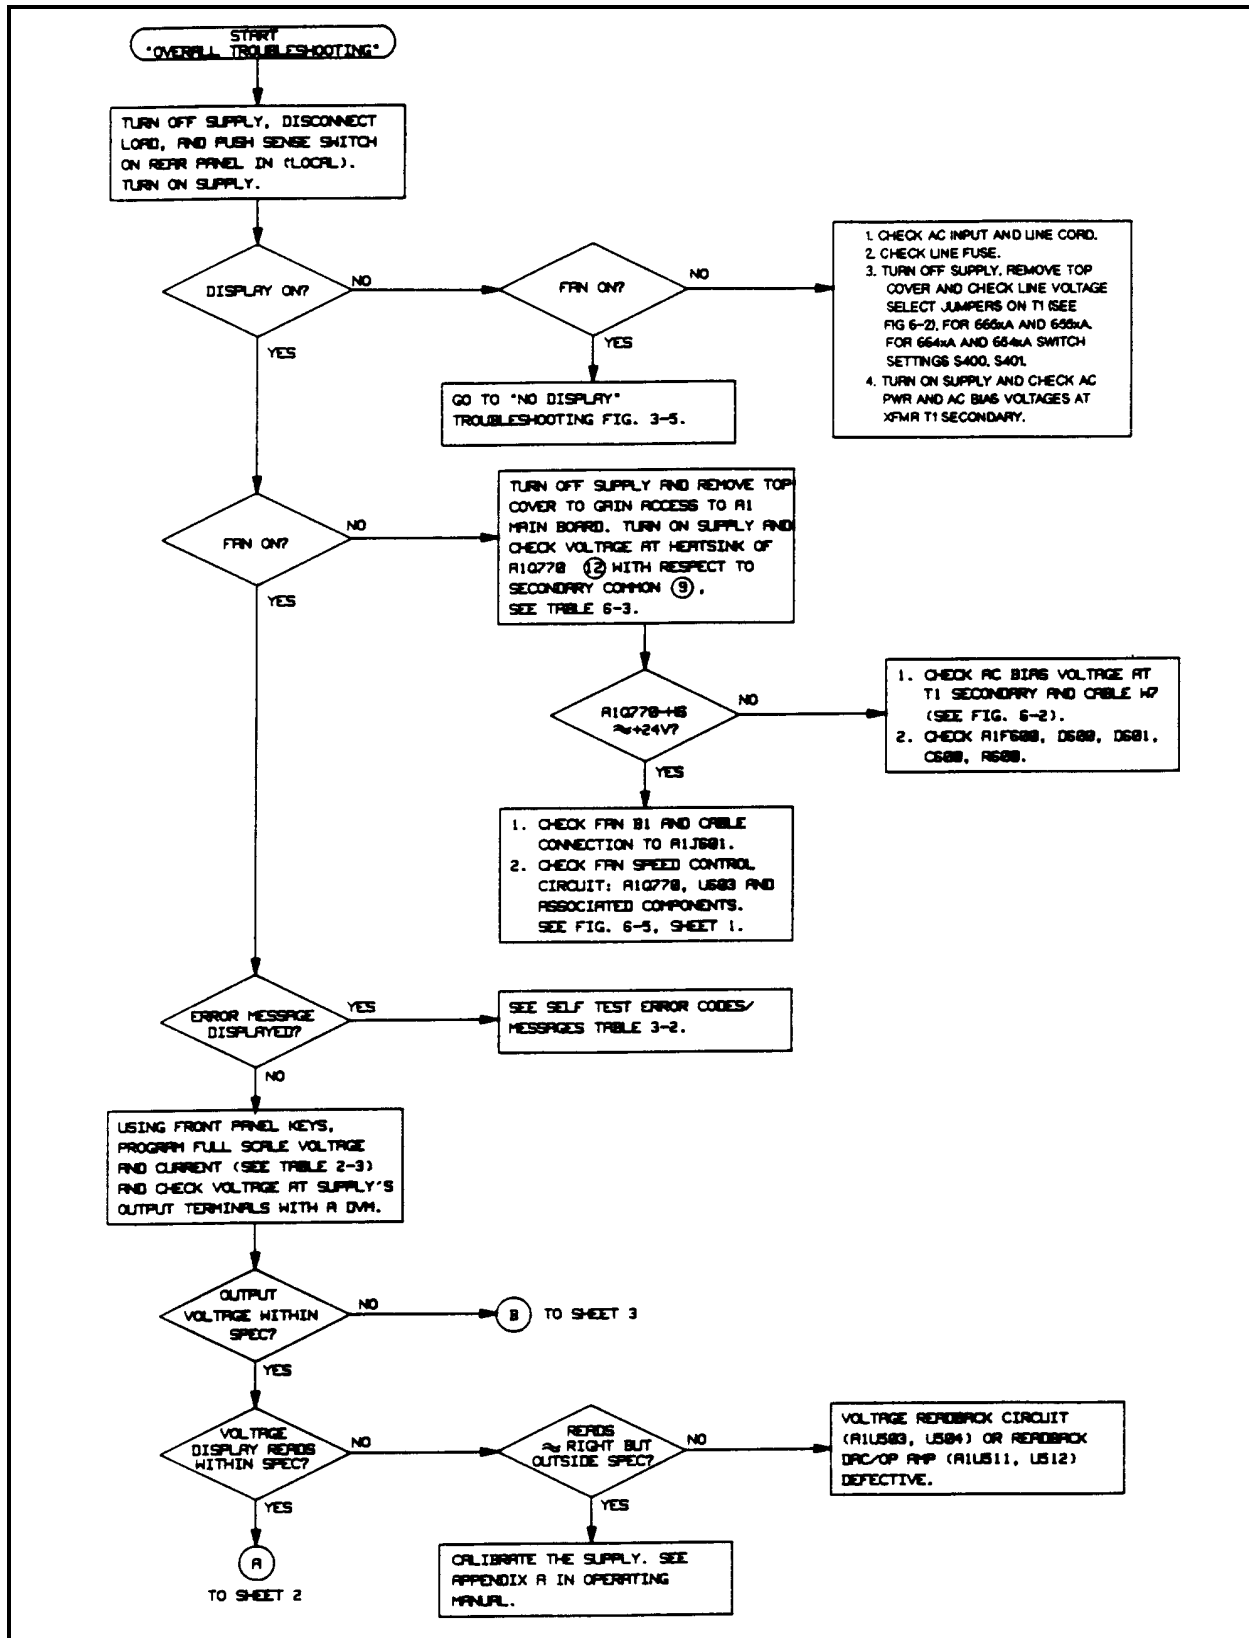 START
"OVERALL TROUBLESHOOTING"
TURN OFF SUPPLY, DISCONNECT
LOAD, AND PUSH SENSE SWITCH
ON REAR PANEL IN (LOCAL).
TURN ON SUPPLY.
DISPLAY ON?
NO
YES
FAN ON?
NO
YES
1. CHECK AC INPUT AND LINE CORD.
2. CHECK LINE FUSE.
3. TURN OFF SUPPLY, REMOVE TOP
COVER AND CHECK LINE VOLTAGE
SELECT JUMPERS ON T1 (SEE
FIG 6-2), FOR 665xA AND 655xA.
FOR 664xA AND 654xA SWITCH
SETTINGS S400, S401.
4. TURN ON SUPPLY AND CHECK AC
PWR AND AC BIAS VOLTAGES AT
XFMR T1 SECONDARY.
GO TO "NO DISPLAY"
TROUBLESHOOTING FIG. 3-5.
FAN ON?
NO
YES
TURN OFF SUPPLY AND REMOVE TOP
COVER TO GAIN ACCESS TO A1
MAIN BOARD. TURN ON SUPPLY AND
CHECK VOLTAGE AT HEATSINK OF
A1Q770 12 WITH RESPECT TO
SECONDARY COMMON 9 ,
SEE TABLE 6-3.
A1Q770-HS
≈+24V?
NO
YES
1. CHECK AC BIAS VOLTAGE AT
T1 SECONDARY AND CABLE W7
(SEE FIG. 6-2).
2. CHECK A1F600, D600, D601,
C600, R600.
1. CHECK FAN B1 AND CABLE
CONNECTION TO A1J601.
2. CHECK FAN SPEED CONTROL
CIRCUIT: A1Q770, U603 AND
ASSOCIATED COMPONENTS.
SEE FIG. 6-5, SHEET 1.
ERROR MESSAGE
DISPLAYED?
YES
NO
SEE SELF TEST ERROR CODES/
MESSAGES TABLE 3-2.
USING FRONT PANEL KEYS,
PROGRAM FULL SCALE VOLTAGE
AND CURRENT (SEE TABLE 2-3)
AND CHECK VOLTAGE AT SUPPLY'S
OUTPUT TERMINALS WITH A DVM.
OUTPUT
VOLTAGE WITHIN
SPEC?
NO
YES
B TO SHEET 3
VOLTAGE
DISPLAY READS
WITHIN SPEC?
NO
YES
READS
≈ RIGHT BUT
OUTSIDE SPEC?
NO
YES
VOLTAGE READBACK CIRCUIT
(A1U503, U504) OR READBACK
DAC/OP AMP (A1U511, U512)
DEFECTIVE.
A
TO SHEET 2
CALIBRATE THE SUPPLY. SEE
APPENDIX A IN OPERATING
MANUAL.